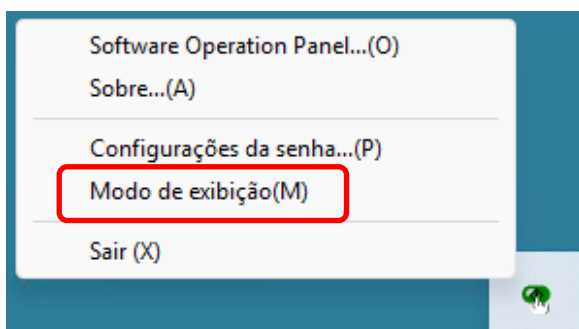 Software Operation Panel...(O)
Sobre...(A)
Configurações da senha...(P)
Modo de exibição(M)
Sair (X)